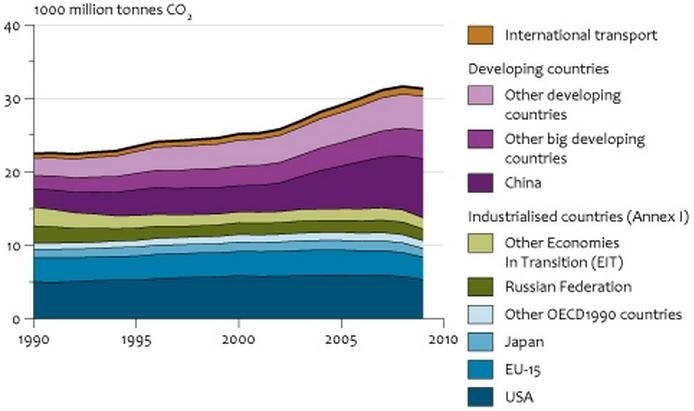 1000 million tonnes CO2
40
30
20
10
0
1990
1995
2000
2005
2010
International transport
Developing countries
Other developing
countries
Other big developing
countries
China
Industrialised countries (Annex I)
Other Economies
In Transition (EIT)
Russian Federation
Other OECD1990 countries
Japan
EU-15
USA